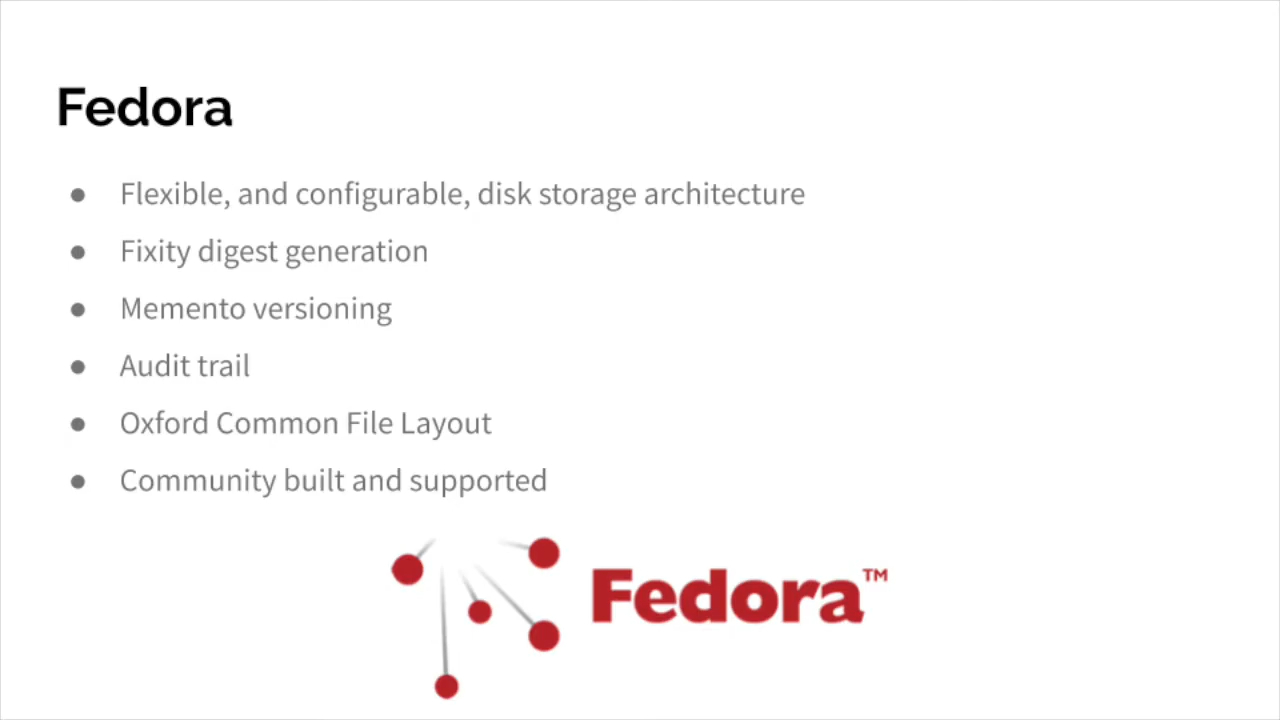 Fedora
● Flexible, and configurable, disk storage architecture
● Fixity digest generation
● Memento versioning
● Audit trail
● Oxford Common File Layout
● Community built and supported
Fedora™